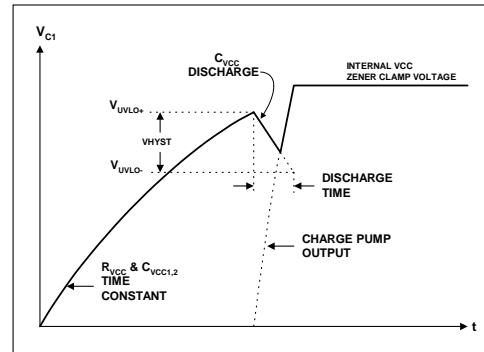 V_C1
C_VCC
DISCHARGE
INTERNAL VCC
ZENER CLAMP VOLTAGE
V_UVLO+
VHYST
V_UVLO-
DISCHARGE
TIME
CHARGE PUMP
OUTPUT
R_VCC & C_VCC1,2
TIME
CONSTANT
t